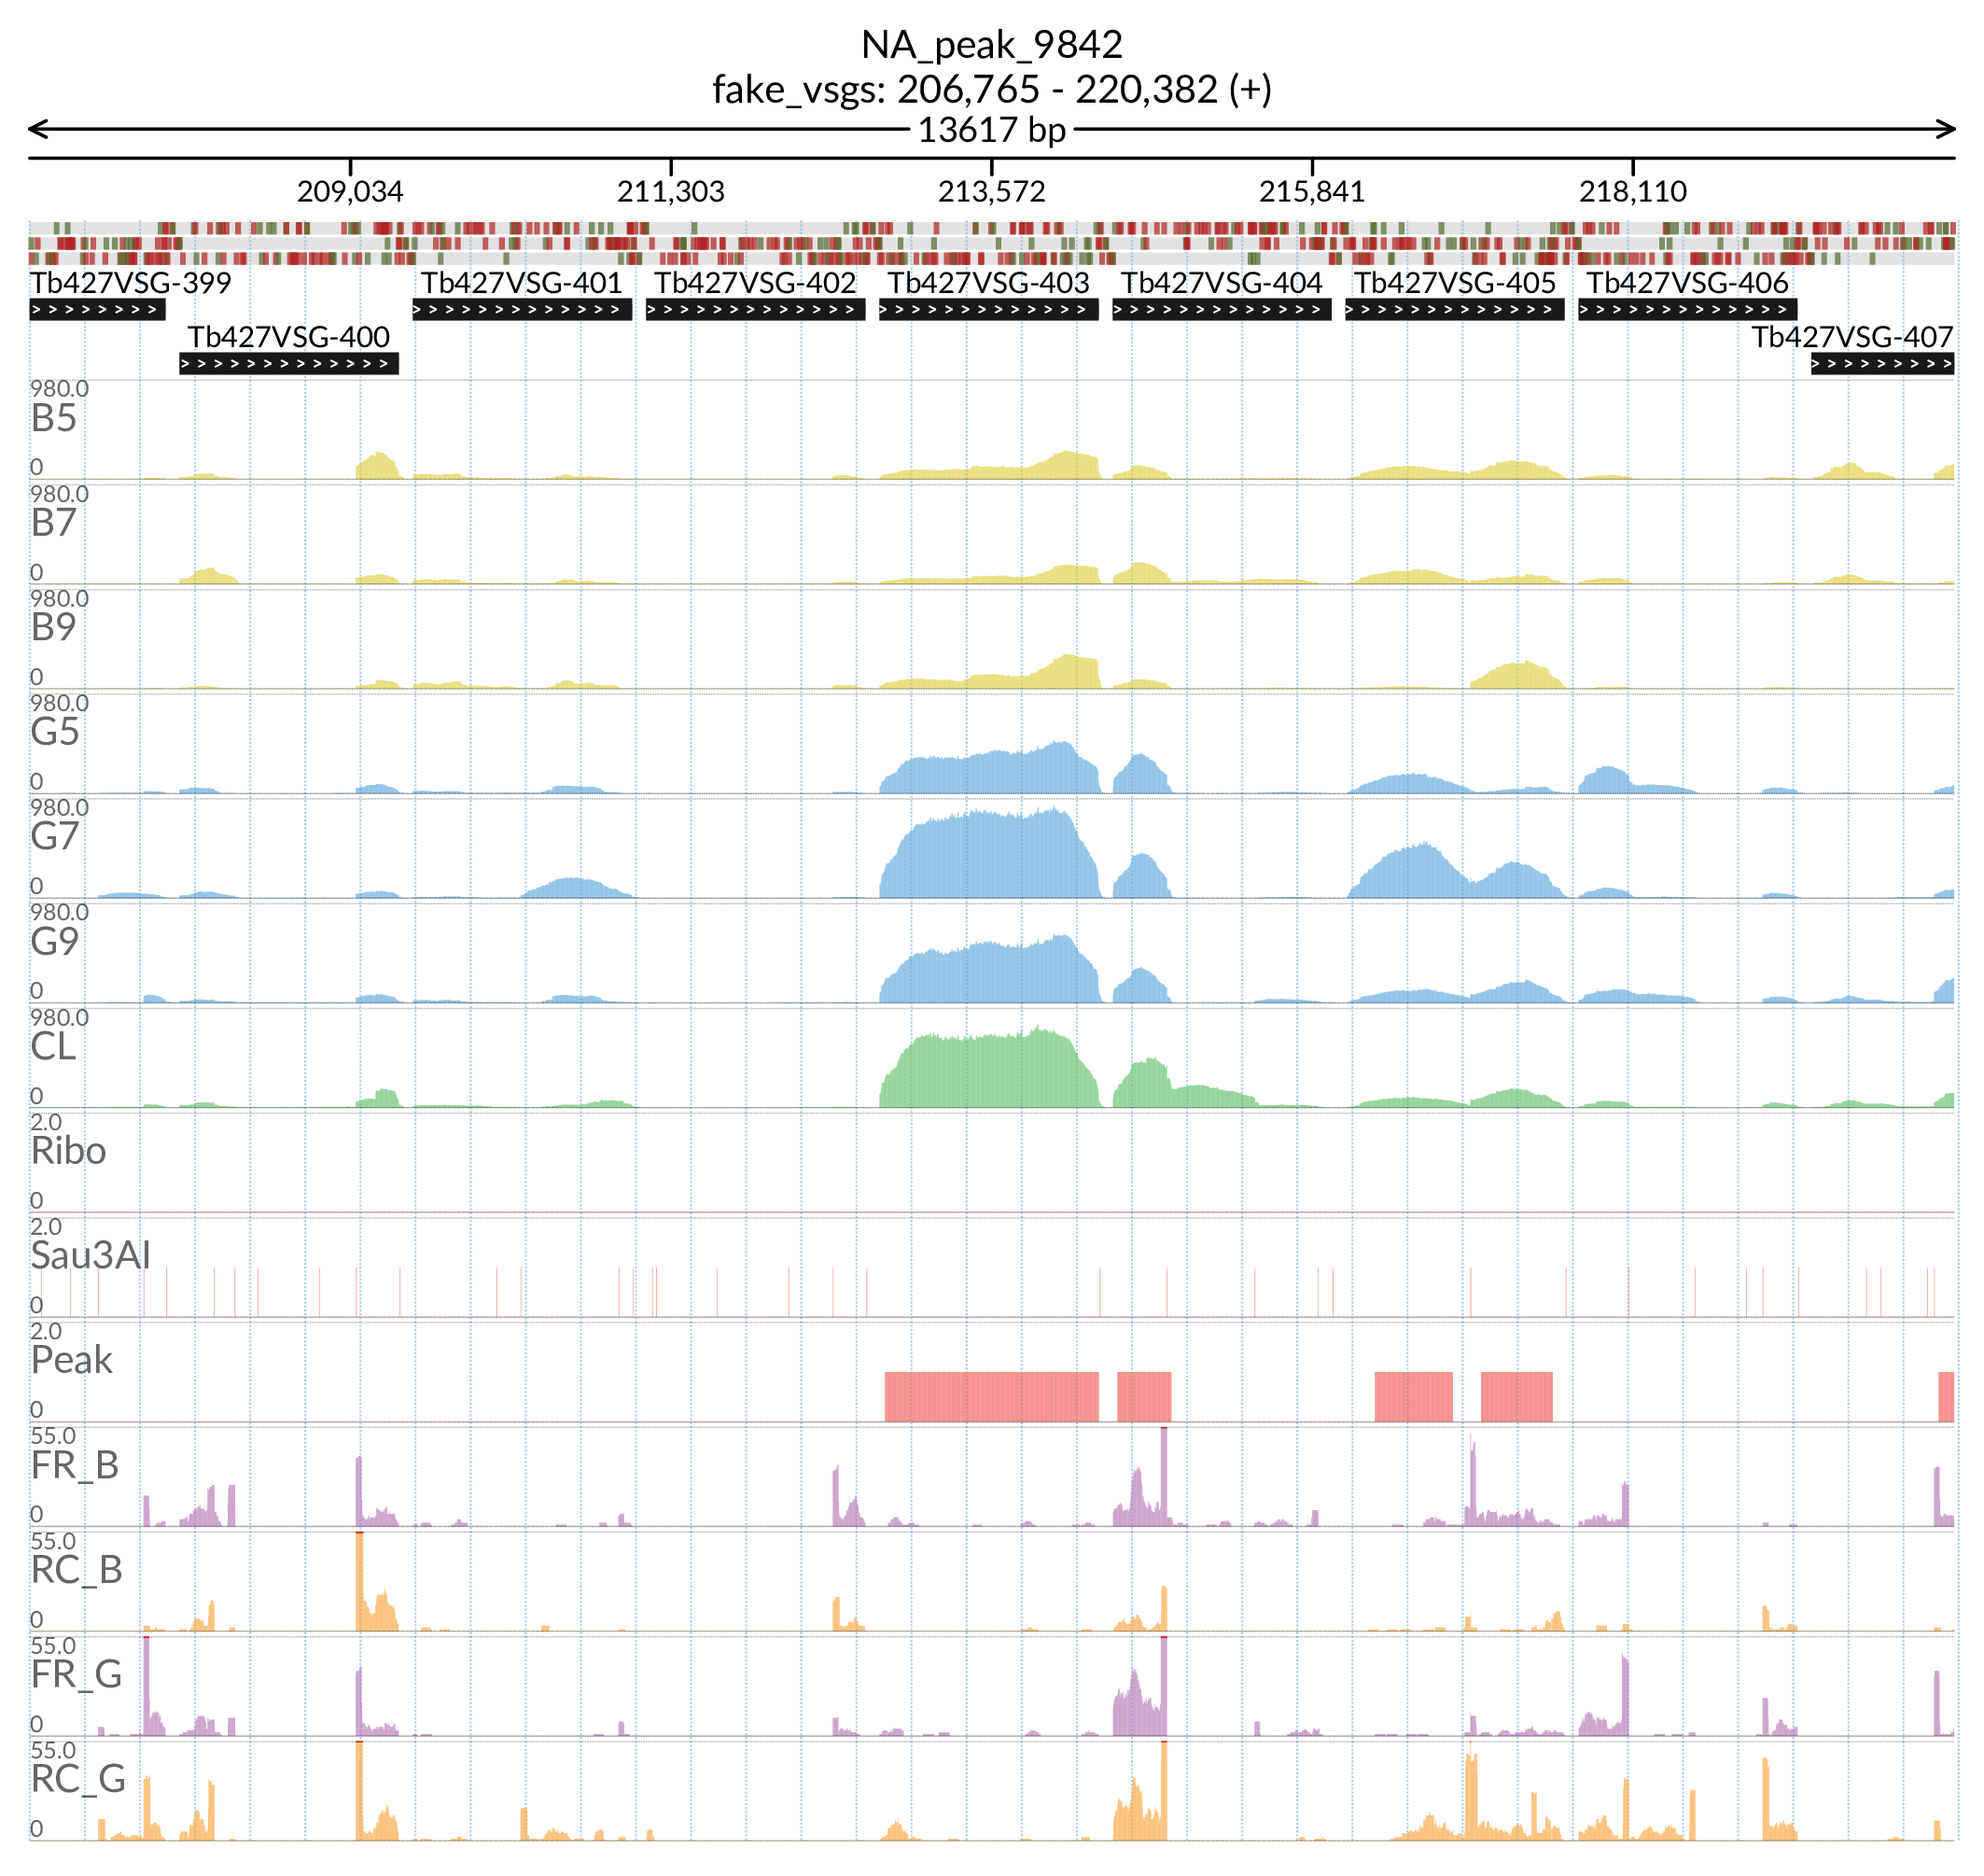 NA_peak_9842
fake_vsgs: 206,765 - 220,382 (+)
13617 bp
209,034 211,303 213,572 215,841 218,110
Tb427VSG-399 Tb427VSG-401 Tb427VSG-402 Tb427VSG-403 Tb427VSG-404 Tb427VSG-405 Tb427VSG-406
Tb427VSG-400 Tb427VSG-407
980.0
B5
0
980.0
B7
0
980.0
B9
0
980.0
G5
0
980.0
G7
0
980.0
G9
0
980.0
CL
0
2.0
Ribo
0
2.0
Sau3AI
0
2.0
Peak
0
55.0
FR_B
0
55.0
RC_B
0
55.0
FR_G
0
55.0
RC_G
0